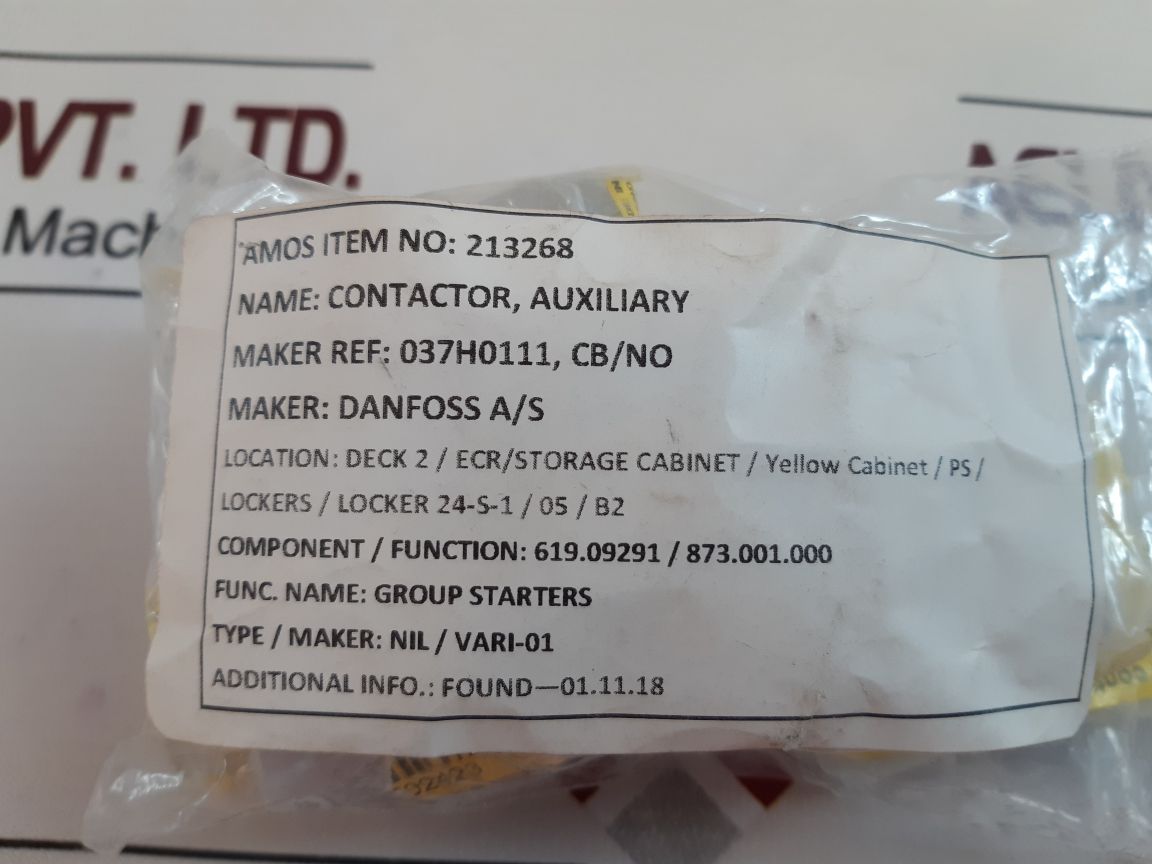 PVT. LTD.
Mach
AMOS ITEM NO: 213268
NAME: CONTACTOR, AUXILIARY
MAKER REF: 037H0111, CB/NO
MAKER: DANFOSS A/S
LOCATION: DECK 2 / ECR/STORAGE CABINET / Yellow Cabinet / PS /
LOCKERS / LOCKER 24-S-1 / 05 / B2
COMPONENT / FUNCTION: 619.09291 / 873.001.000
FUNC. NAME: GROUP STARTERS
TYPE / MAKER: NIL / VARI-01
ADDITIONAL INFO.: FOUND—01.11.18